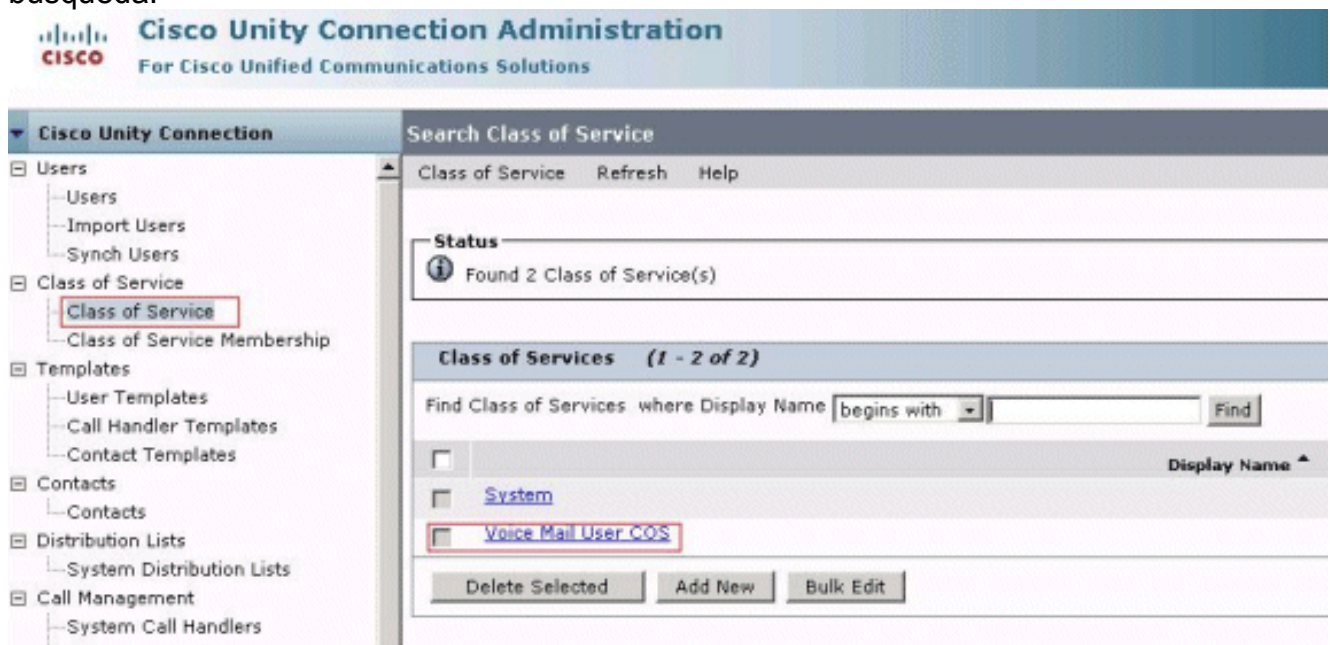 búsqueda.
CISCO
Cisco Unity Connection Administration
For Cisco Unified Communications Solutions
Cisco Unity Connection
Users
Users
Import Users
Synch Users
Class of Service
Class of Service
Class of Service Membership
Templates
User Templates
Call Handler Templates
Contact Templates
Contacts
Contacts
Distribution Lists
System Distribution Lists
Call Management
System Call Handlers
Search Class of Service
Class of Service Refresh Help
Status
Found 2 Class of Service(s)
Class of Services (1 - 2 of 2)
Find Class of Services where Display Name begins with Find
Display Name
System
Voice Mail User COS
Delete Selected Add New Bulk Edit